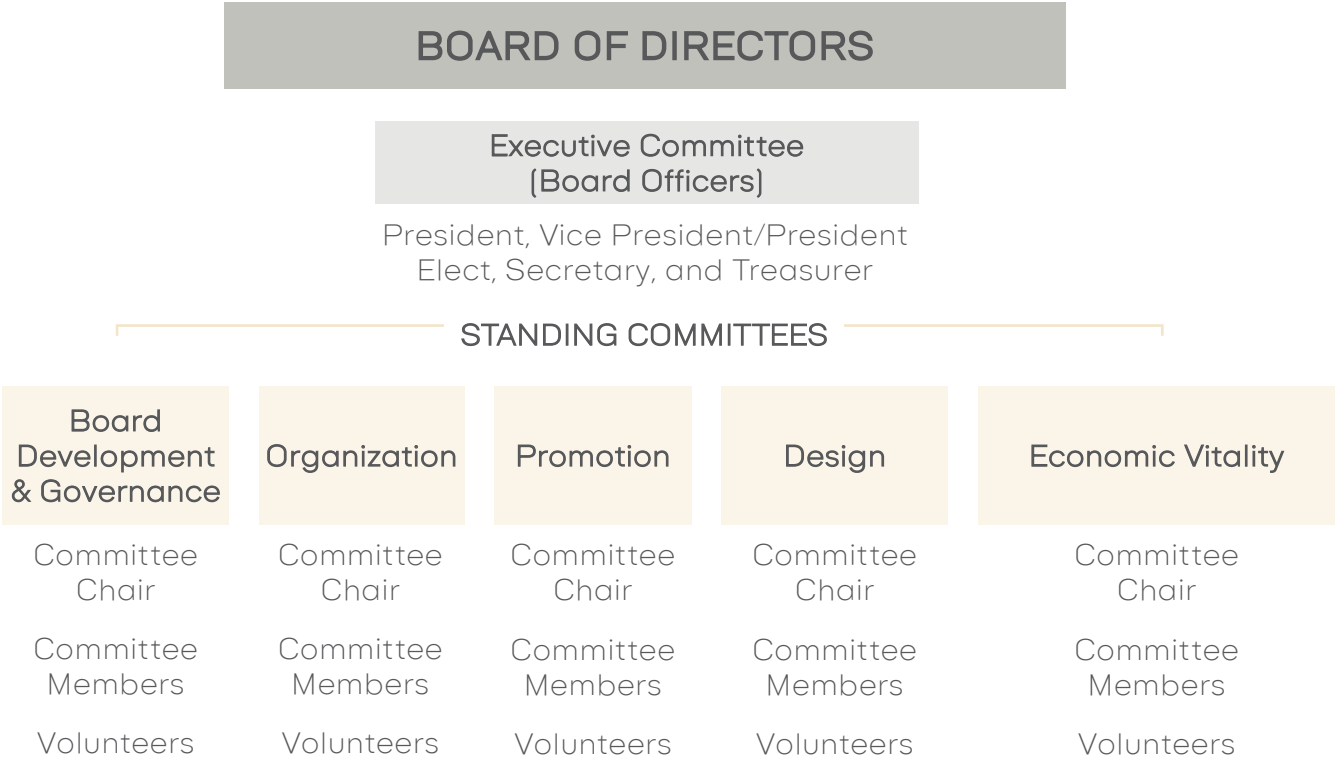 BOARD OF DIRECTORS
Executive Committee
(Board Officers)
President, Vice President/President
Elect, Secretary, and Treasurer
STANDING COMMITTEES
Board
Development
& Governance
Committee
Chair
Committee
Members
Volunteers
Organization
Committee
Chair
Committee
Members
Volunteers
Promotion
Committee
Chair
Committee
Members
Volunteers
Design
Committee
Chair
Committee
Members
Volunteers
Economic Vitality
Committee
Chair
Committee
Members
Volunteers